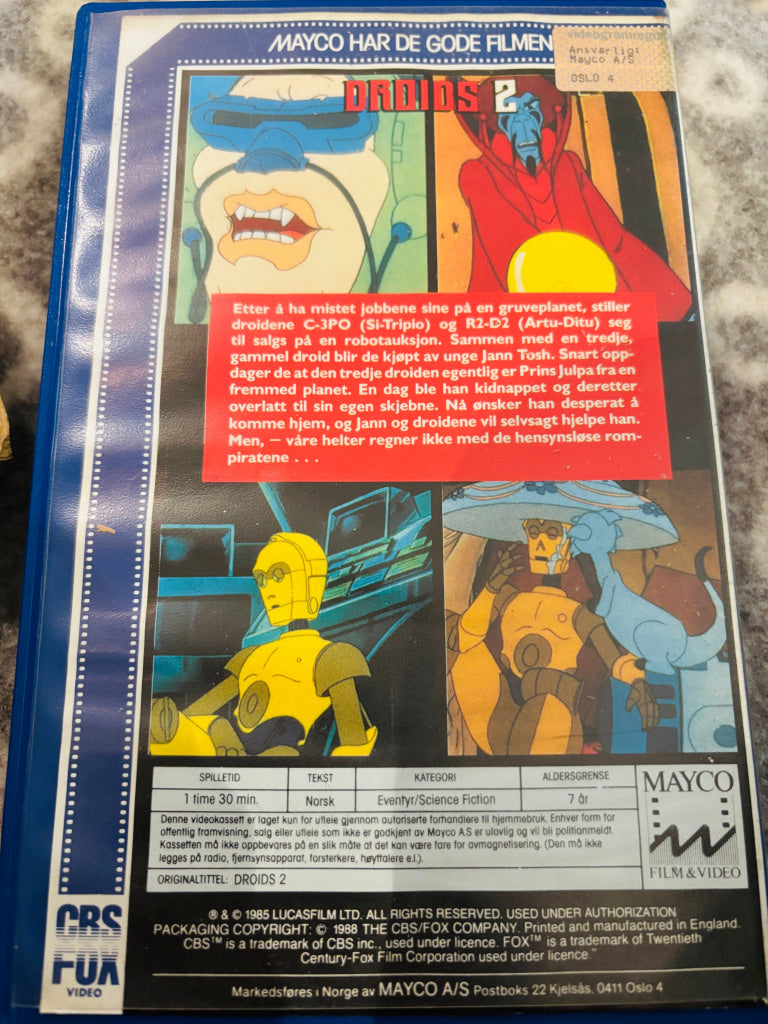 MAYCO HAR DE GODE FILMEN
videogramregis
Ansvarlig:
Mayco A/S
OSLO 4
DROIDS 2
Etter å ha mistet jobbene sine på en gruveplanet, stiller
droidene C-3PO (Si-Tripio) og R2-D2 (Artu-Ditu) seg
til salgs på en robotauksjon. Sammen med en tredje,
gammel droid blir de kjøpt av unge Jann Tosh. Snart opp-
dager de at den tredje droiden egentlig er Prins Julpa fra en
fremmed planet. En dag ble han kidnappet og deretter
overlatt til sin egen skjebne. Nå ønsker han desperat å
komme hjem, og Jann og droidene vil selvsagt hjelpe han.
Men, — våre helter regner ikke med de hensynsløse rom-
piratene . . .
SPILLETID TEKST KATEGORI ALDERSGRENSE
1 time 30 min. Norsk Eventyr/Science Fiction 7 år
Denne videokassett er laget kun for utleie gjennom autoriserte forhandlere til hjemmebruk. Enhver form for
offentlig framvisning, salg eller utleie som ikke er godkjent av Mayco A.S er ulovlig og vil bli politianmeldt.
Kassetten må ikke oppbevares på en slik måte at det kan være fare for avmagnetisering. (Den må ikke
legges på radio, fjernsynsapparat, forsterkere, høyttalere e.l.).
ORIGINALTITTEL: DROIDS 2
MAYCO
FILM & VIDEO
CBS
FOX
VIDEO
® & © 1985 LUCASFILM LTD. ALL RIGHTS RESERVED. USED UNDER AUTHORIZATION
PACKAGING COPYRIGHT: © 1988 THE CBS/FOX COMPANY. Printed and manufactured in England.
CBS™ is a trademark of CBS inc., used under licence. FOX™ is a trademark of Twentieth
Century-Fox Film Corporation used under licence.
Markedsføres i Norge av MAYCO A/S Postboks 22 Kjelsås, 0411 Oslo 4